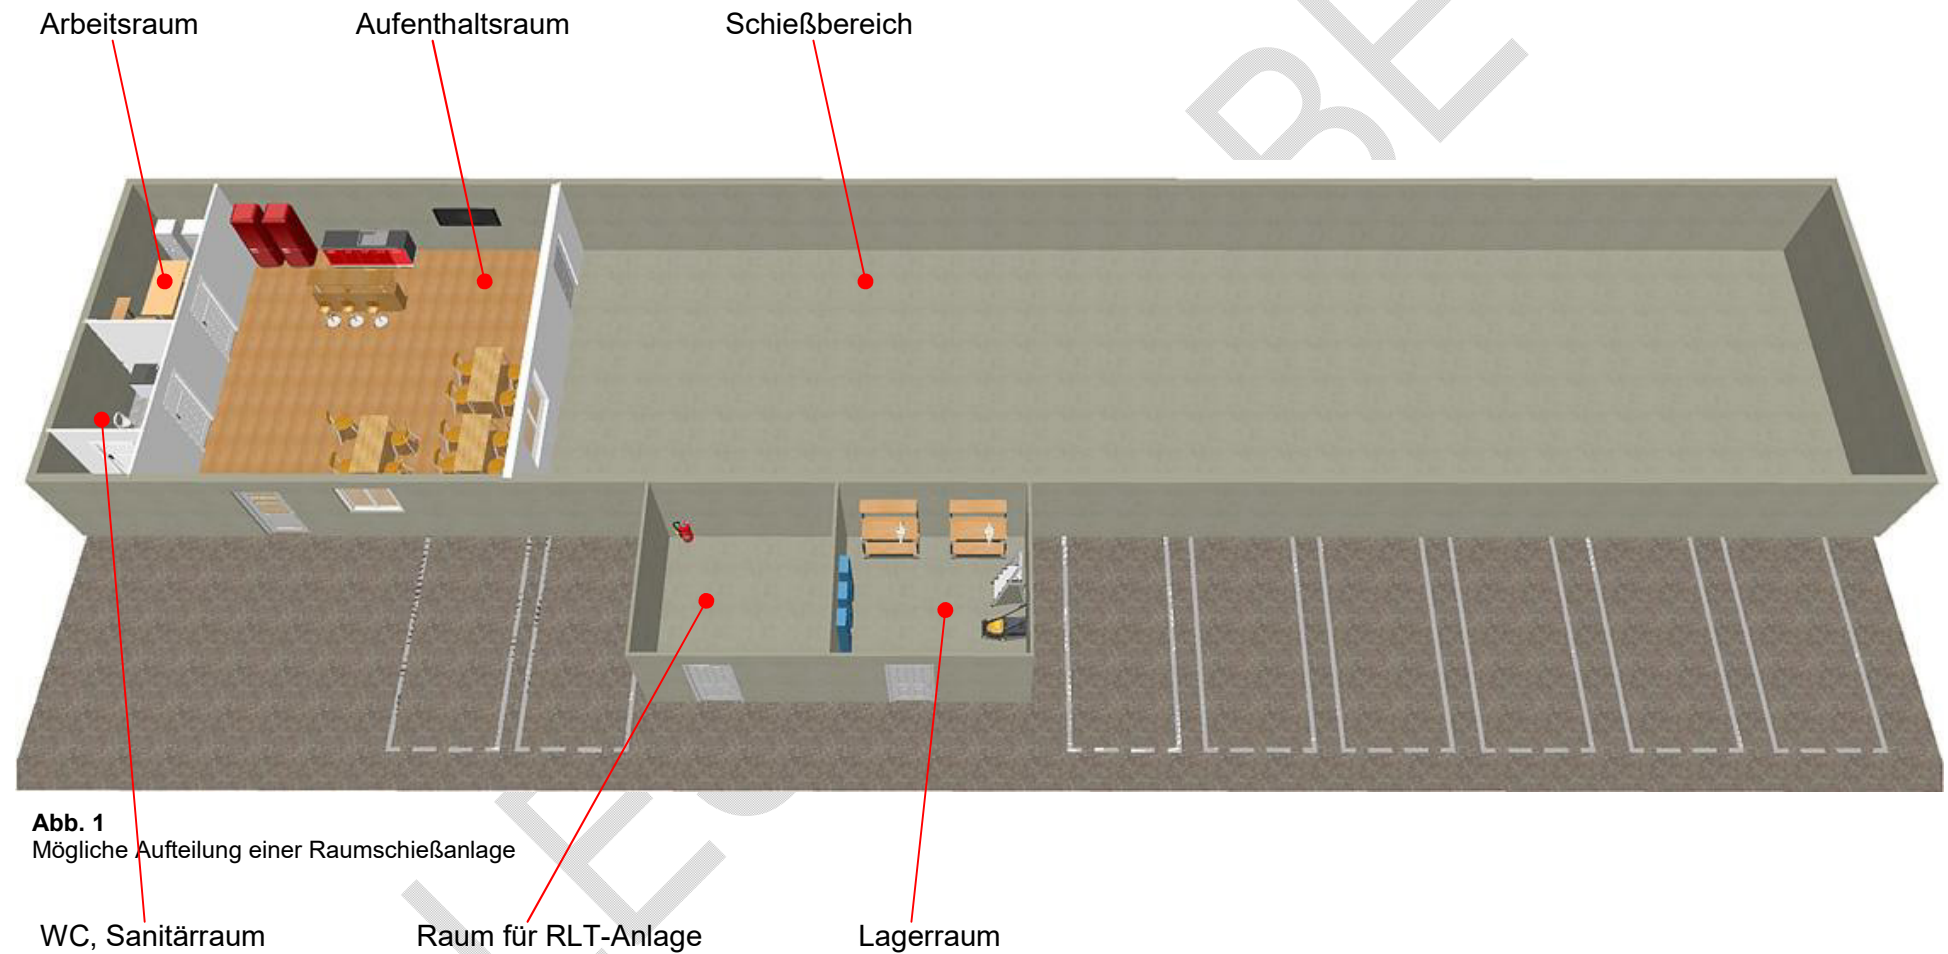 Arbeitsraum
Aufenthaltsraum
Schießbereich
Abb. 1
Mögliche Aufteilung einer Raumschießanlage
WC, Sanitärraum
Raum für RLT-Anlage
Lagerraum